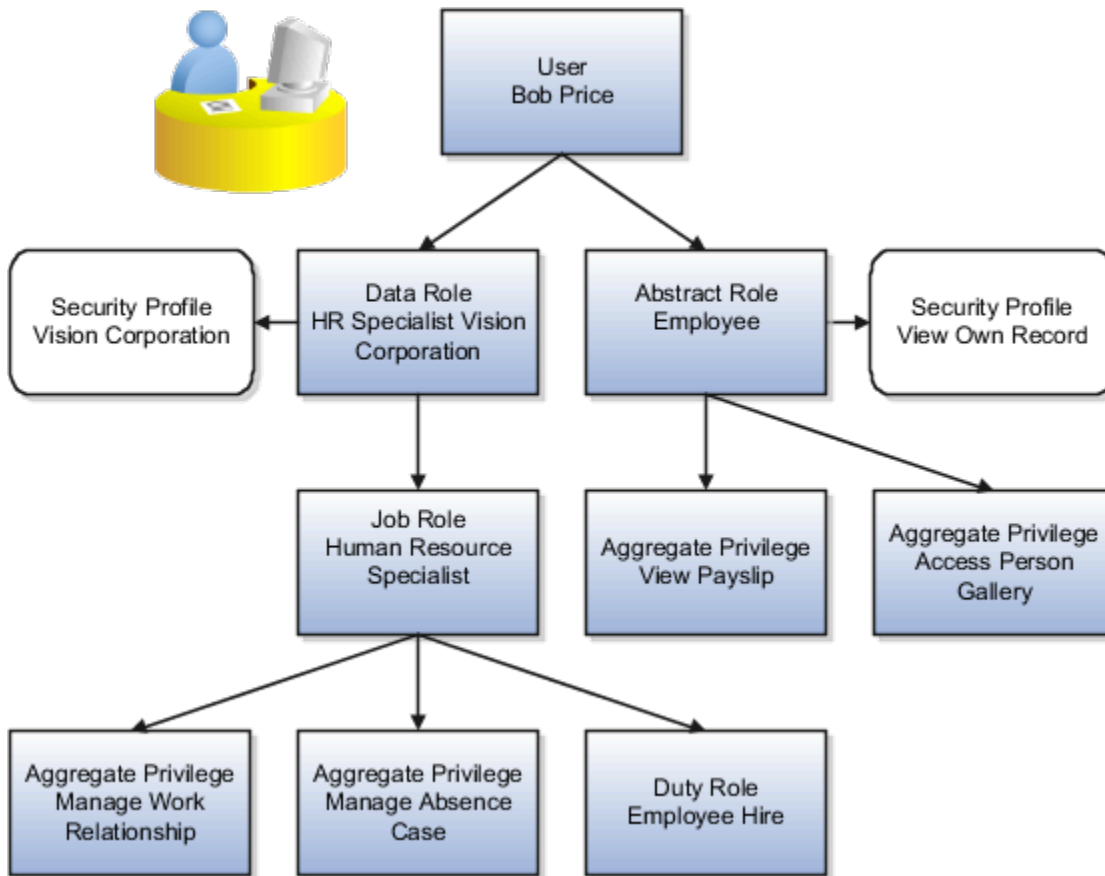 User
Bob Price
Security Profile
Vision Corporation
Data Role
HR Specialist Vision
Corporation
Abstract Role
Employee
Security Profile
View Own Record
Job Role
Human Resource
Specialist
Aggregate Privilege
View Payslip
Aggregate Privilege
Access Person
Gallery
Aggregate Privilege
Manage Work
Relationship
Aggregate Privilege
Manage Absence
Case
Duty Role
Employee Hire